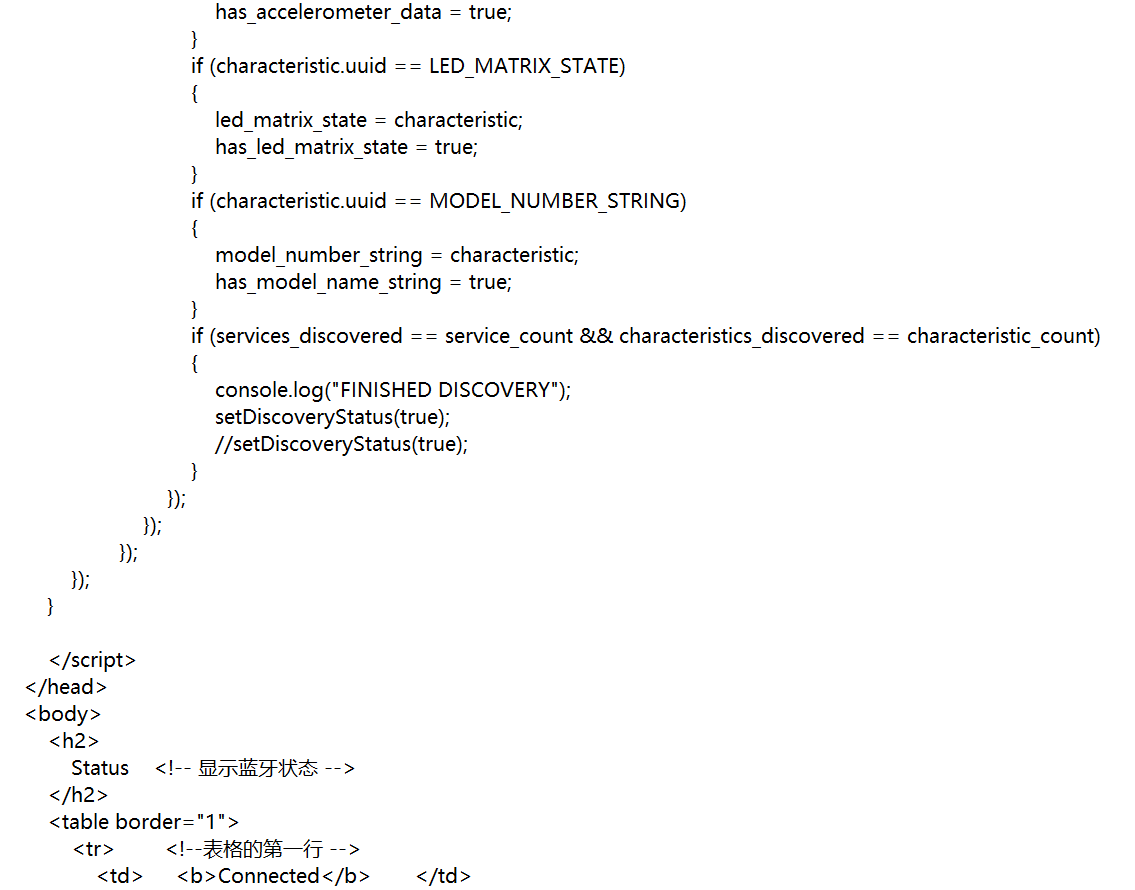 has_accelerometer_data = true;
}
if (characteristic.uuid == LED_MATRIX_STATE)
{
led_matrix_state = characteristic;
has_led_matrix_state = true;
}
if (characteristic.uuid == MODEL_NUMBER_STRING)
{
model_number_string = characteristic;
has_model_name_string = true;
}
if (services_discovered == service_count && characteristics_discovered == characteristic_count)
{
console.log("FINISHED DISCOVERY");
setDiscoveryStatus(true);
//setDiscoveryStatus(true);
}
});
});
});
});
}
</script>
</head>
<body>
<h2>
Status <!-- 显示蓝牙状态 -->
</h2>
<table border="1">
<tr> <!--表格的第一行 -->
<td> <b>Connected</b> </td>